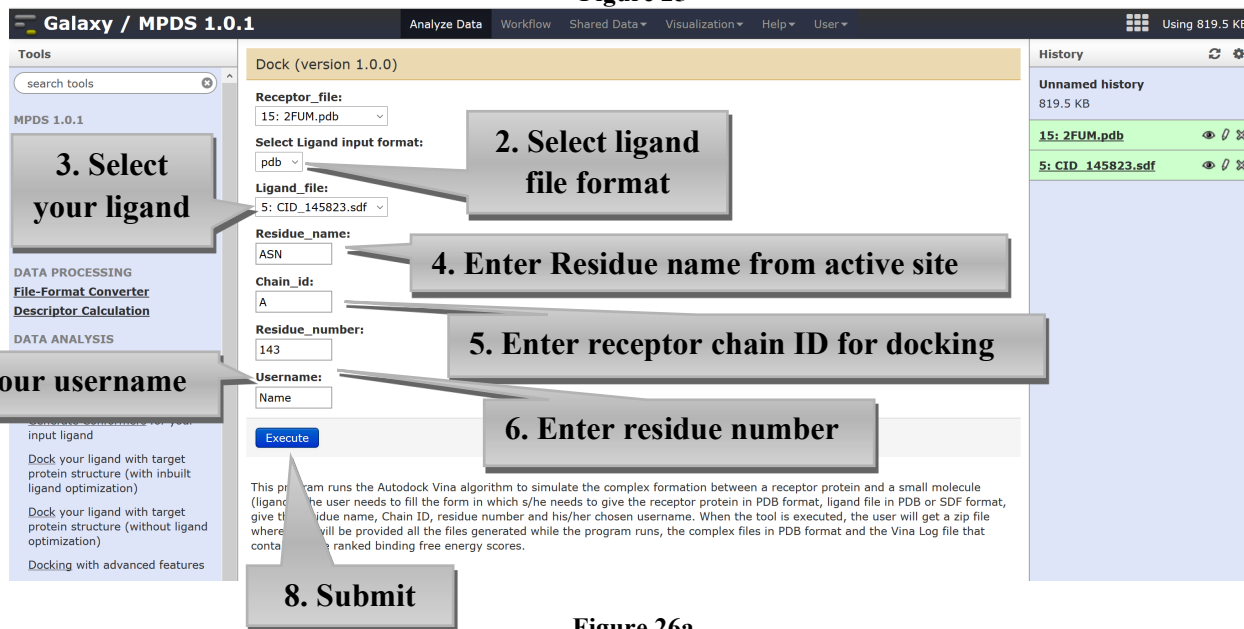 Galaxy / MPDS 1.0.1
Analyze Data Workflow Shared Data Visualization Help User
Using 819.5 KB
Tools
search tools
MPDS 1.0.1
DATA PROCESSING
File-Format Converter
Descriptor Calculation
DATA ANALYSIS
input ligand
Dock your ligand with target
protein structure (with inbuilt
ligand optimization)
Dock your ligand with target
protein structure (without ligand
optimization)
Docking with advanced features
3. Select
your ligand
our username
Dock (version 1.0.0)
Receptor_file:
15: 2FUM.pdb
Select Ligand input format:
pdb
2. Select ligand
file format
Ligand_file:
5: CID_145823.sdf
Residue_name:
ASN
4. Enter Residue name from active site
Chain_id:
A
5. Enter receptor chain ID for docking
Residue_number:
143
Username:
Name
6. Enter residue number
Execute
This program runs the Autodock Vina algorithm to simulate the complex formation between a receptor protein and a small molecule
(ligand he user needs to fill the form in which s/he needs to give the receptor protein in PDB format, ligand file in PDB or SDF format,
give th idue name, Chain ID, residue number and his/her chosen username. When the tool is executed, the user will get a zip file
where will be provided all the files generated while the program runs, the complex files in PDB format and the Vina Log file that
conta ranked binding free energy scores.
8. Submit
History
Unnamed history
819.5 KB
15: 2FUM.pdb
5: CID_145823.sdf
Figure 26a